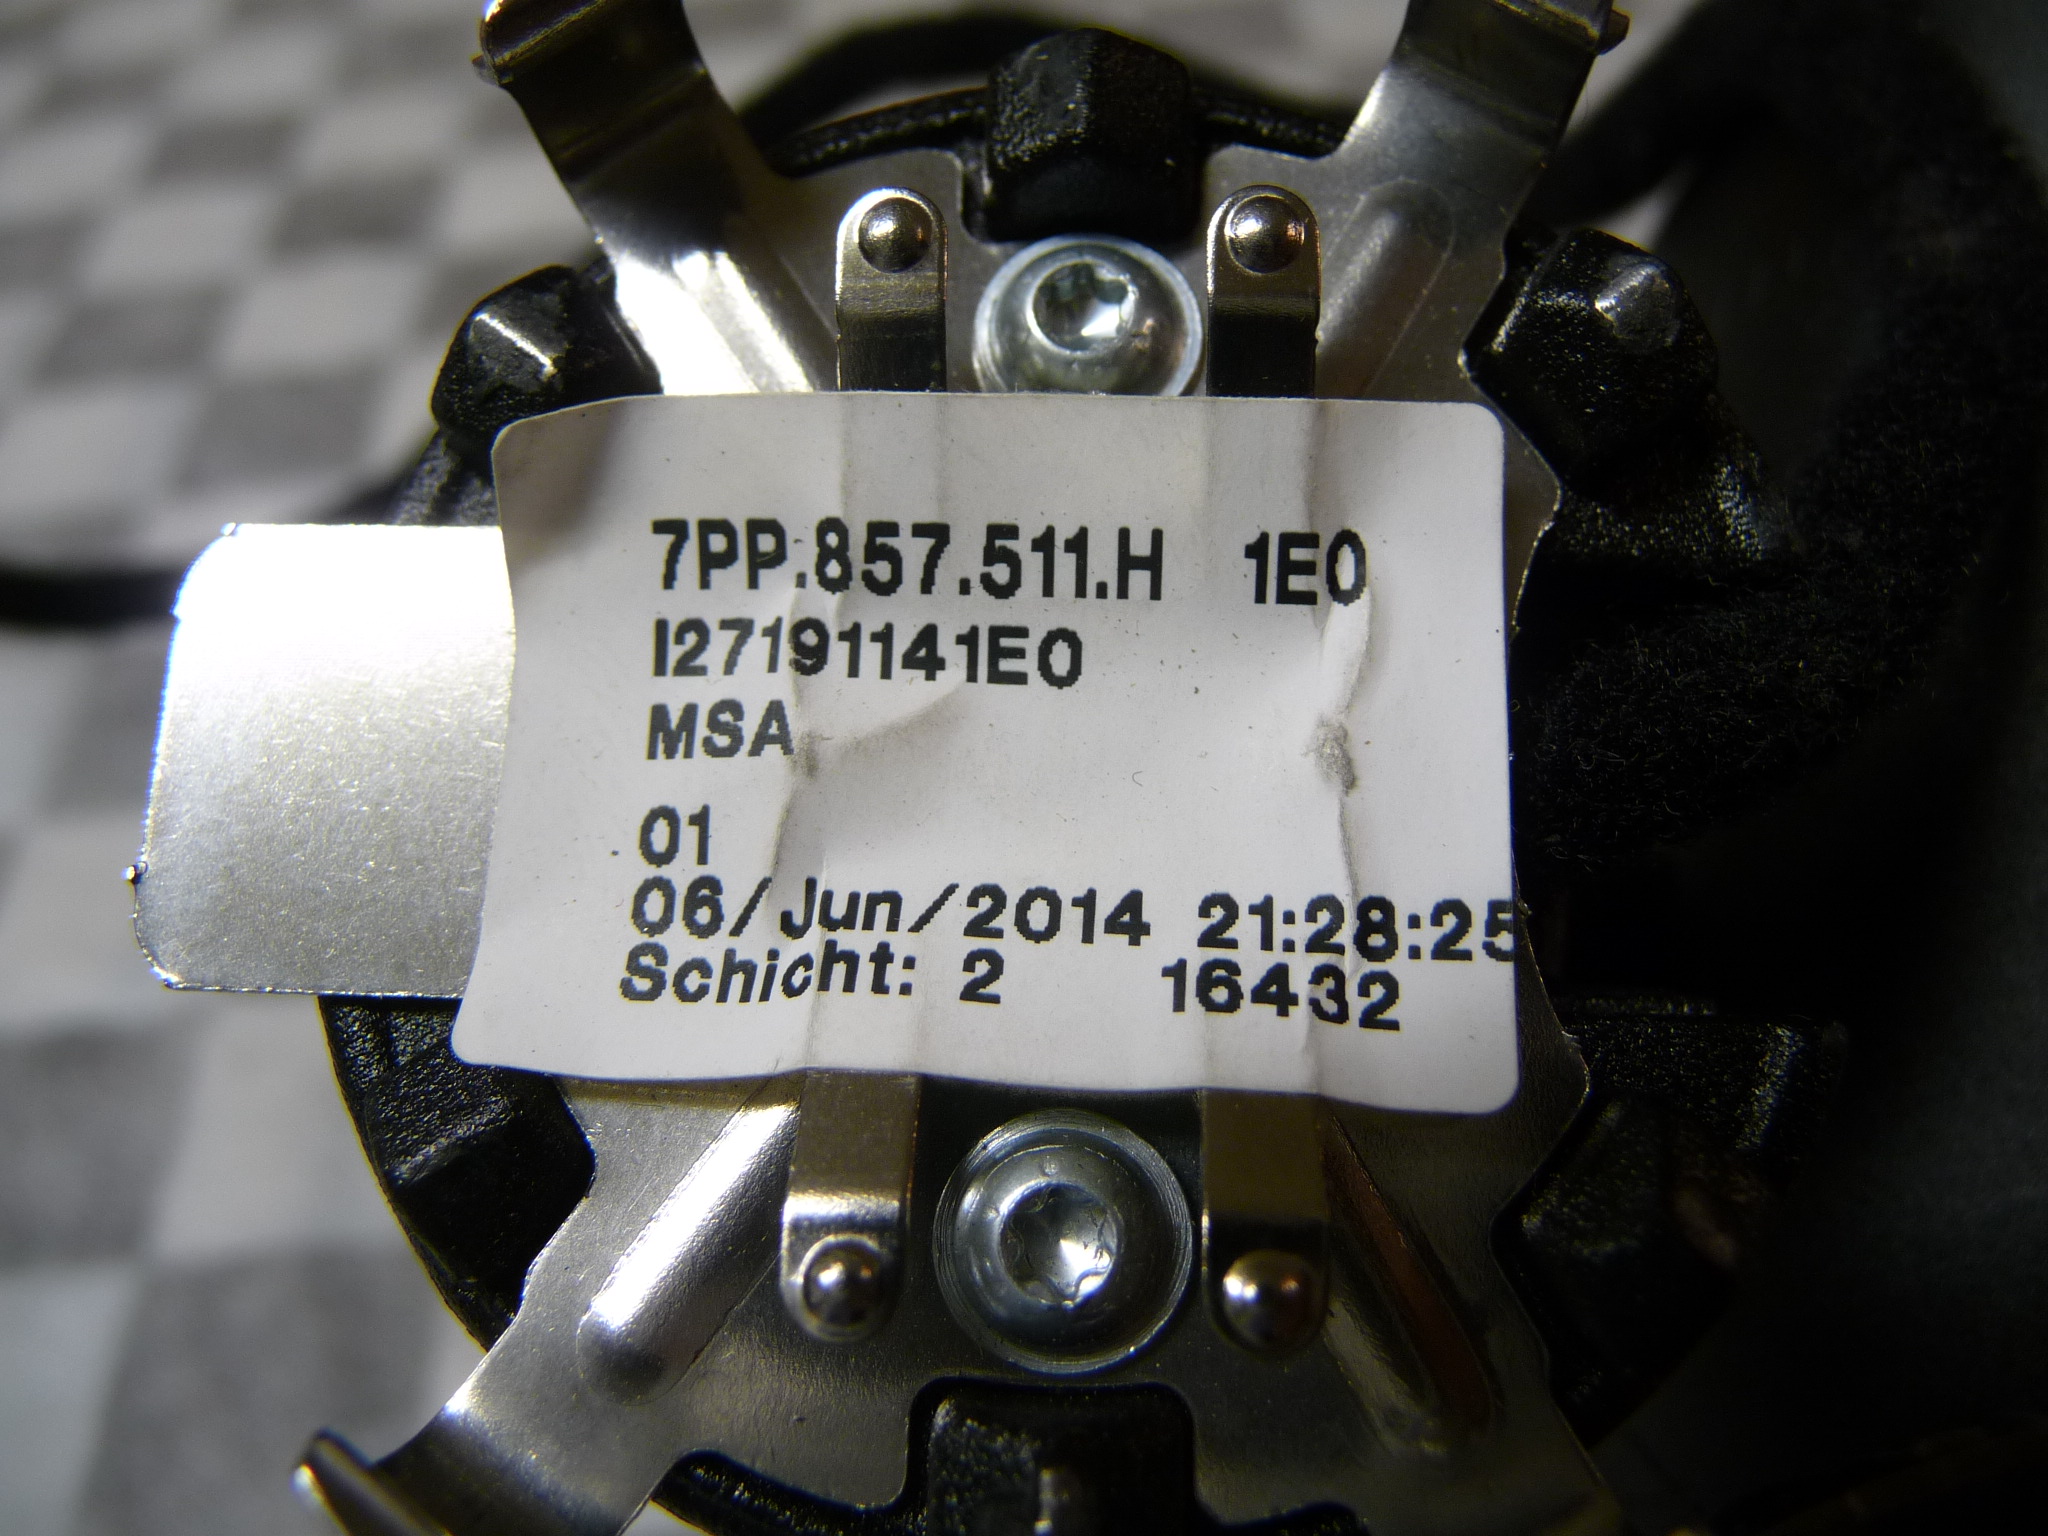 7PP.857.511.H 1E0
I27191141E0
MSA
01
06/Jun/2014 21:28:25
Schicht: 2 16432